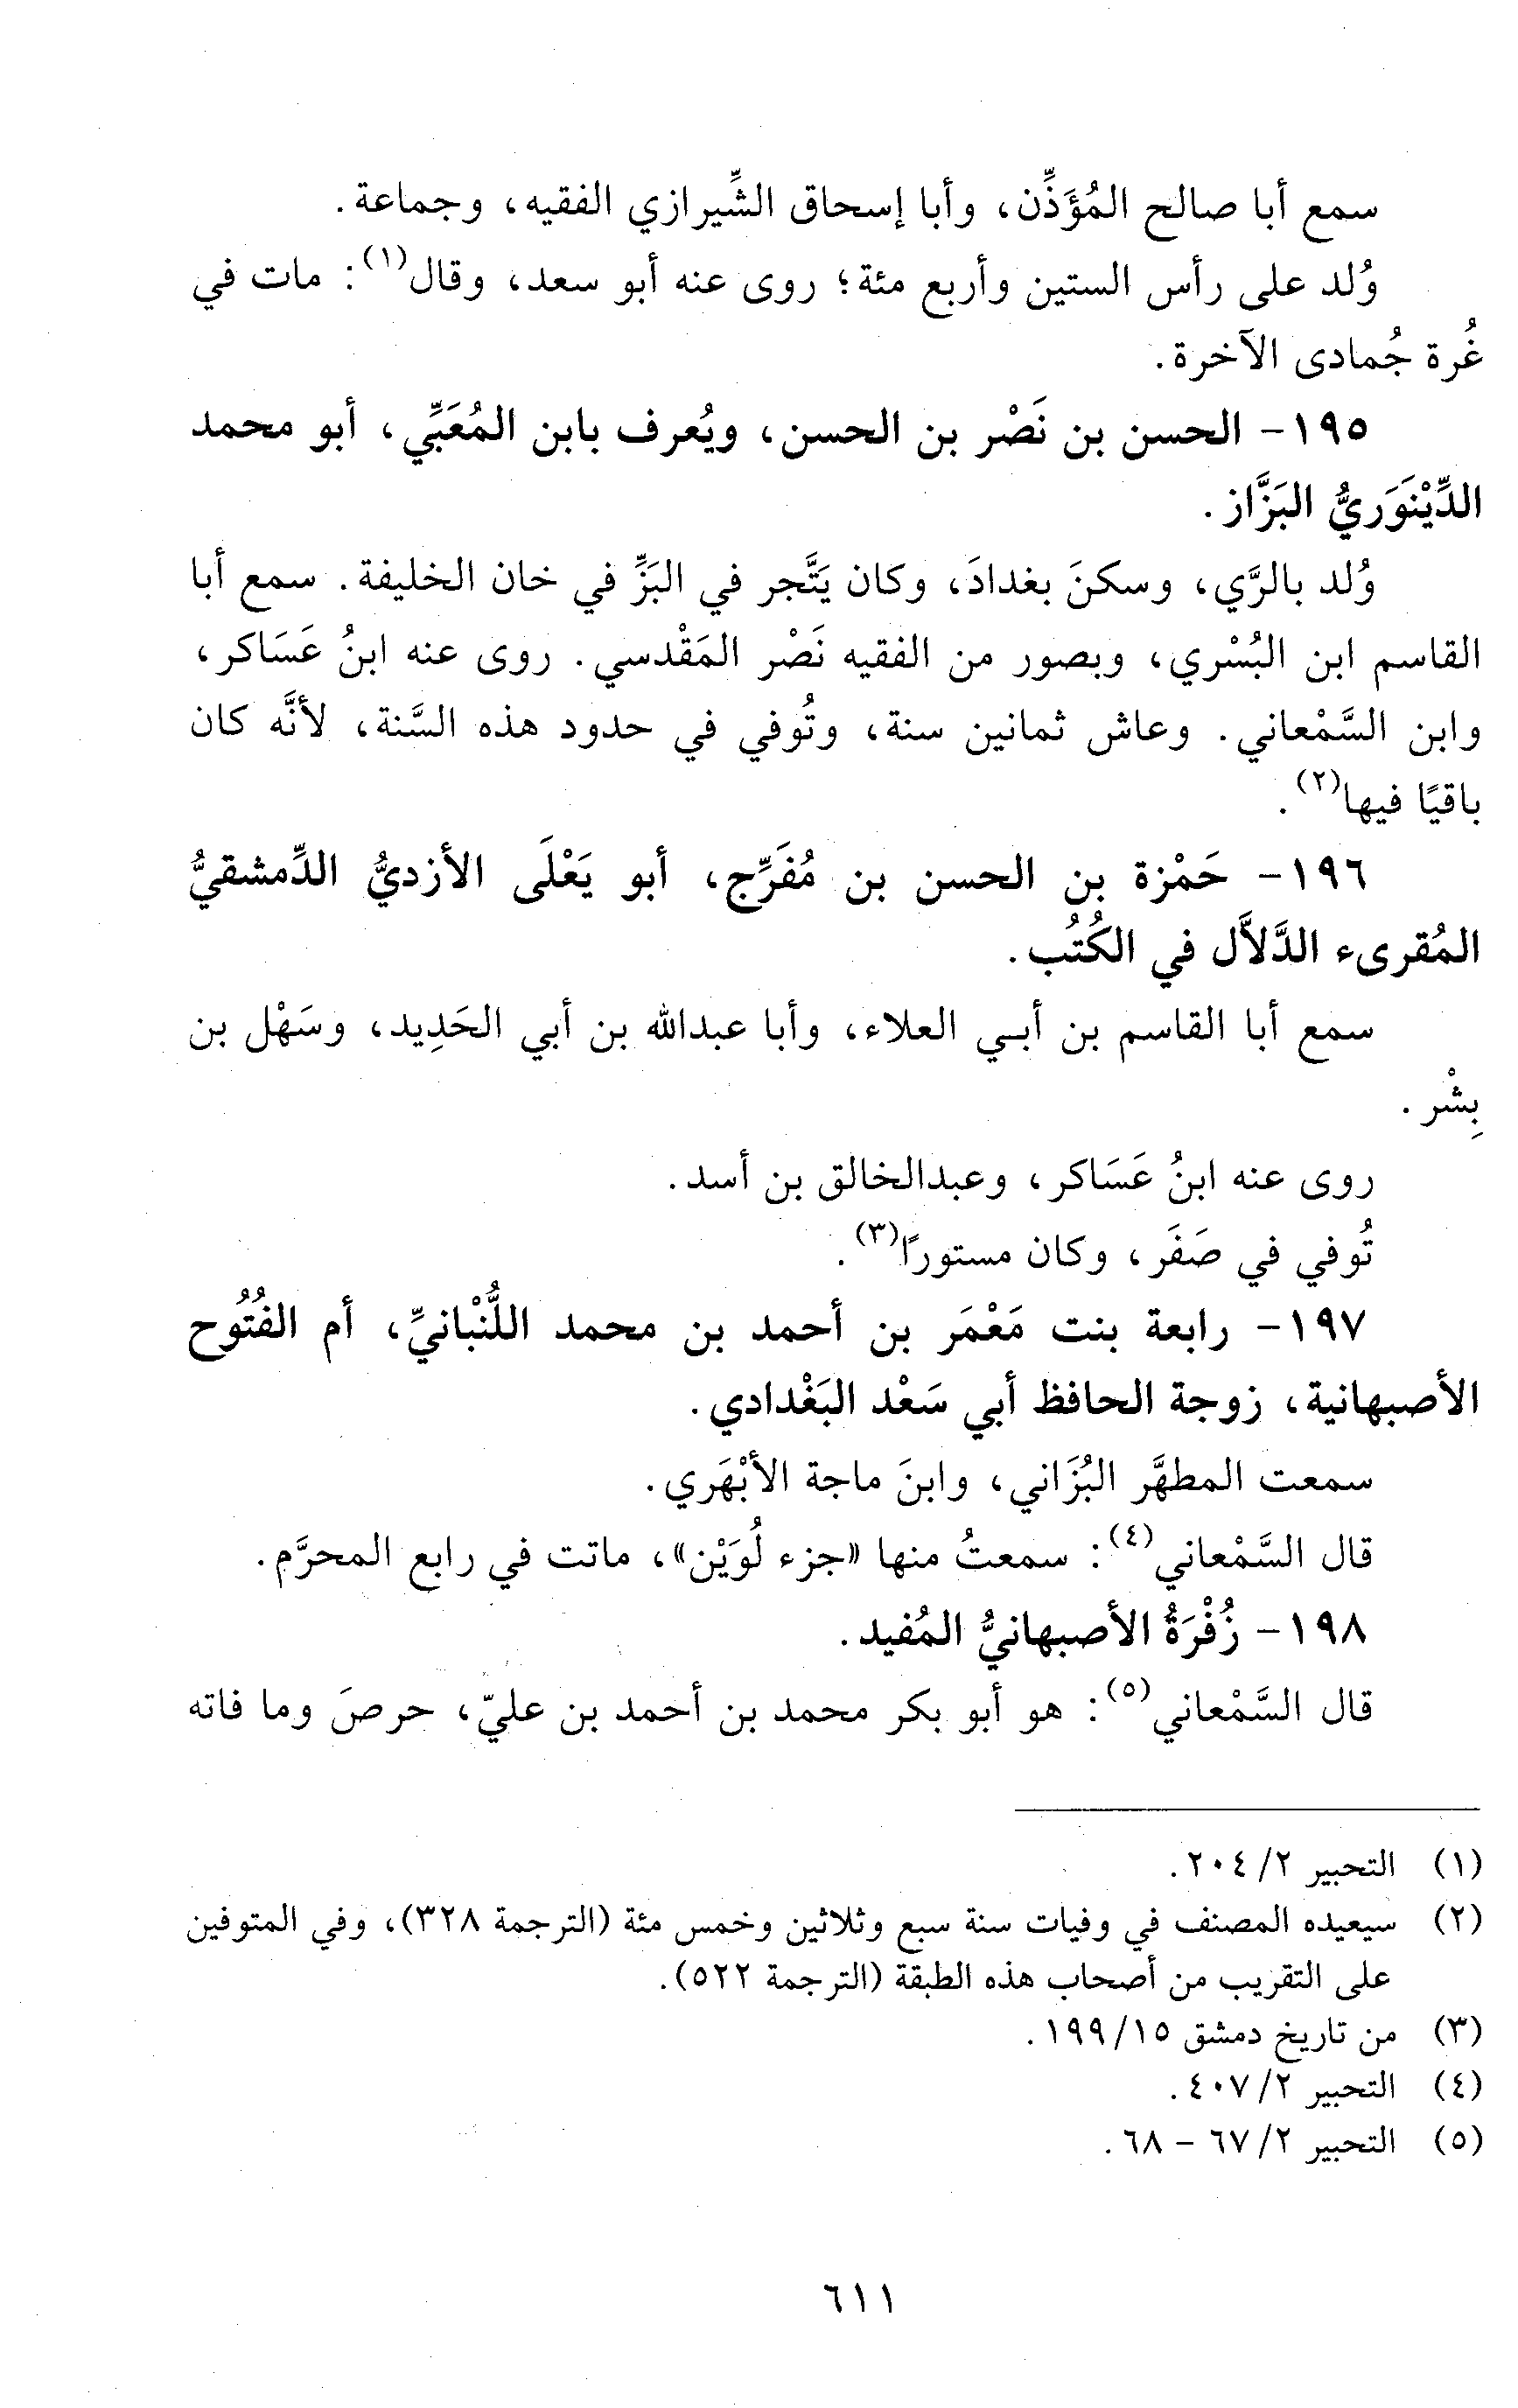 سمع أبا صالح المُؤَذِّن، وأبا إسحاق الشِّيرازي الفقيه، وجماعة.
وُلد على رأس الستين وأربع مئة؛ روى عنه أبو سعد، وقال(١): مات في
غُرة جُمادى الآخرة.
١٩٥- الحسن بن نَصْر بن الحسن، ويُعرف بابن المُعَبِّي، أبو محمد
الدِّيْنَوَريُّ البَزَّاز.
وُلد بالرَّي، وسكنَ بغدادَ، وكان يَتَّجر في البَزِّ في خان الخليفة. سمع أبا
القاسم ابن البُسْري، وبصور من الفقيه نَصْر المَقْدسي. روى عنه ابنُ عَسَاكر،
وابن السَّمْعاني. وعاش ثمانين سنة، وتُوفي في حدود هذه السَّنة، لأنَّه كان
باقيًا فيها(٢).
١٩٦- حَمْزة بن الحسن بن مُفَرِّج، أبو يَعْلَى الأزديُّ الدِّمشقيُّ
المُقرىء الدَّلاَّل في الكُتُب.
سمع أبا القاسم بن أبي العلاء، وأبا عبدالله بن أبي الحَدِيد، وسَهْل بن
بِشْر.
روى عنه ابنُ عَسَاكر، وعبدالخالق بن أسد.
تُوفي في صَفَر، وكان مستورًا(٣).
١٩٧- رابعة بنت مَعْمَر بن أحمد بن محمد اللُّنْبانيِّ، أم الفُتُوح
الأصبهانية، زوجة الحافظ أبي سَعْد البَغْدادي.
سمعت المطهَّر البُزَاني، وابنَ ماجة الأبْهَري.
قال السَّمْعاني(٤): سمعتُ منها «جزء لُوَيْن»، ماتت في رابع المحرَّم.
١٩٨- زُفْرَةُ الأصبهانيُّ المُفيد.
قال السَّمْعاني(٥): هو أبو بكر محمد بن أحمد بن عليّ، حرصَ وما فاته
(١) التحبير ٢/ ٢٠٤.
(٢) سيعيده المصنف في وفيات سنة سبع وثلاثين وخمس مئة (الترجمة ٣٢٨)، وفي المتوفين
على التقريب من أصحاب هذه الطبقة (الترجمة ٥٢٢).
(٣) من تاريخ دمشق ١٥/ ١٩٩.
(٤) التحبير ٢/ ٤٠٧.
(٥) التحبير ٢/ ٦٧ - ٦٨.
٦١١